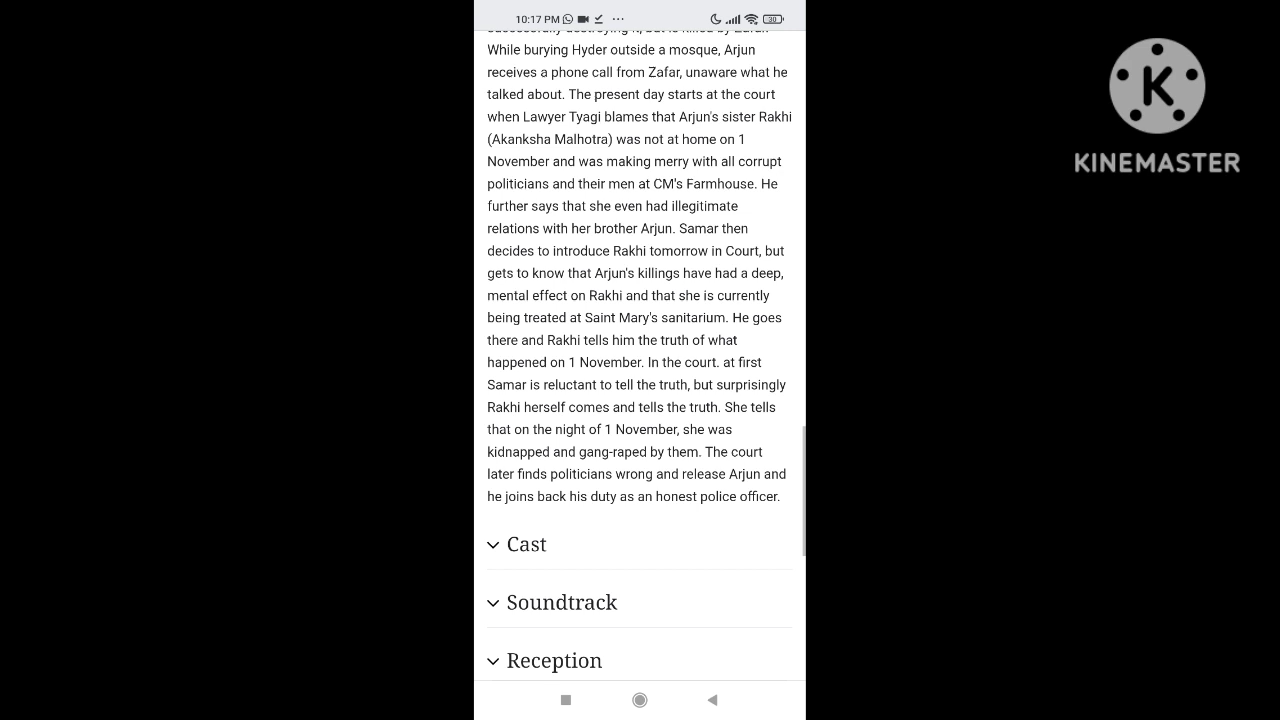 10:17 PM
30
While burying Hyder outside a mosque, Arjun
receives a phone call from Zafar, unaware what he
talked about. The present day starts at the court
when Lawyer Tyagi blames that Arjun's sister Rakhi
(Akanksha Malhotra) was not at home on 1
November and was making merry with all corrupt
politicians and their men at CM's Farmhouse. He
further says that she even had illegitimate
relations with her brother Arjun. Samar then
decides to introduce Rakhi tomorrow in Court, but
gets to know that Arjun's killings have had a deep,
mental effect on Rakhi and that she is currently
being treated at Saint Mary's sanitarium. He goes
there and Rakhi tells him the truth of what
happened on 1 November. In the court. at first
Samar is reluctant to tell the truth, but surprisingly
Rakhi herself comes and tells the truth. She tells
that on the night of 1 November, she was
kidnapped and gang-raped by them. The court
later finds politicians wrong and release Arjun and
he joins back his duty as an honest police officer.
Cast
Soundtrack
Reception
K
KINEMASTER